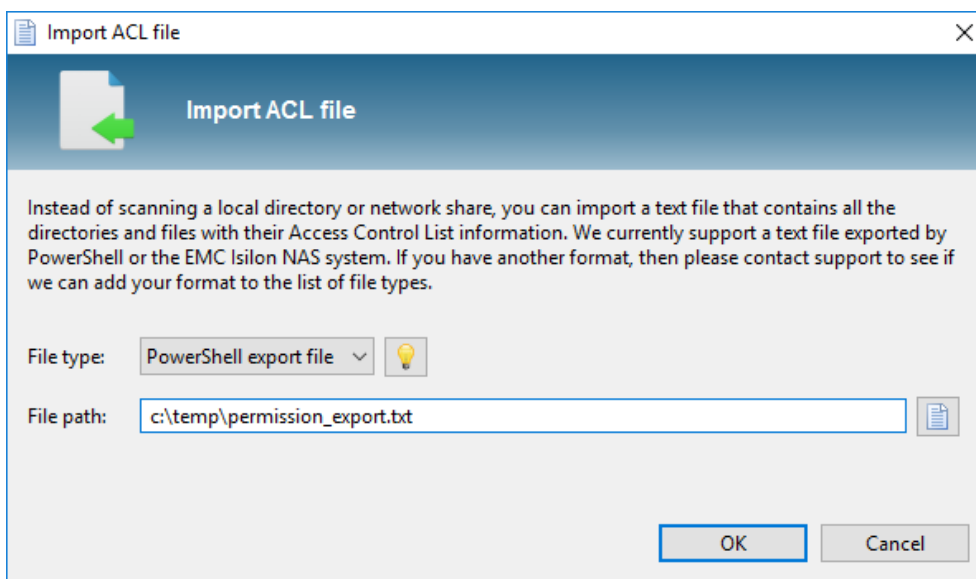 Import ACL file
Import ACL file
Instead of scanning a local directory or network share, you can import a text file that contains all the
directories and files with their Access Control List information. We currently support a text file exported by
PowerShell or the EMC Isilon NAS system. If you have another format, then please contact support to see if
we can add your format to the list of file types.
File type: PowerShell export file
File path: c:\temp\permission_export.txt
OK Cancel